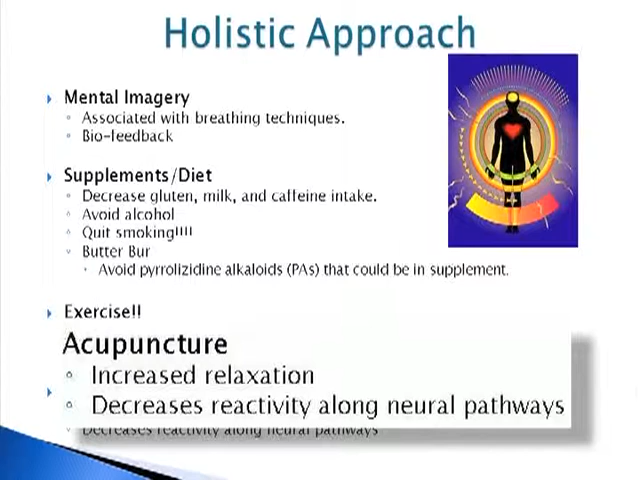 Holistic Approach
Mental Imagery
Associated with breathing techniques.
Bio-feedback
Supplements/Diet
Decrease gluten, milk, and caffeine intake.
Avoid alcohol
Quit smoking!!!!
Butter Bur
Avoid pyrrolizidine alkaloids (PAs) that could be in supplement.
Exercise!!
Acupuncture
Increased relaxation
Decreases reactivity along neural pathways
Decreases reactivity along neural pathways